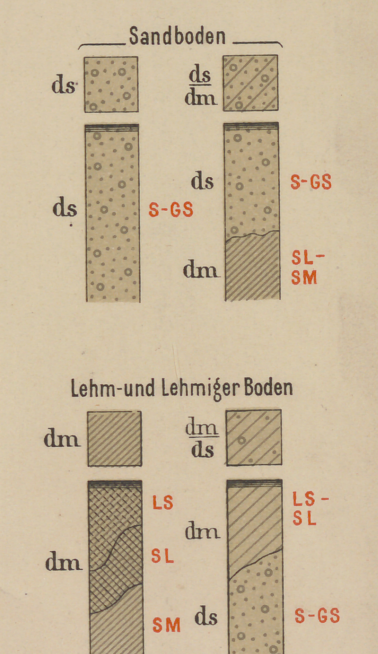 Sandboden
ds
ds
dm
ds
S-GS
ds
S-GS
dm
SL-
SM
Lehm-und Lehmiger Boden
dm
dm
ds
dm
LS
SL
SM
dm
LS-
SL
ds
S-GS